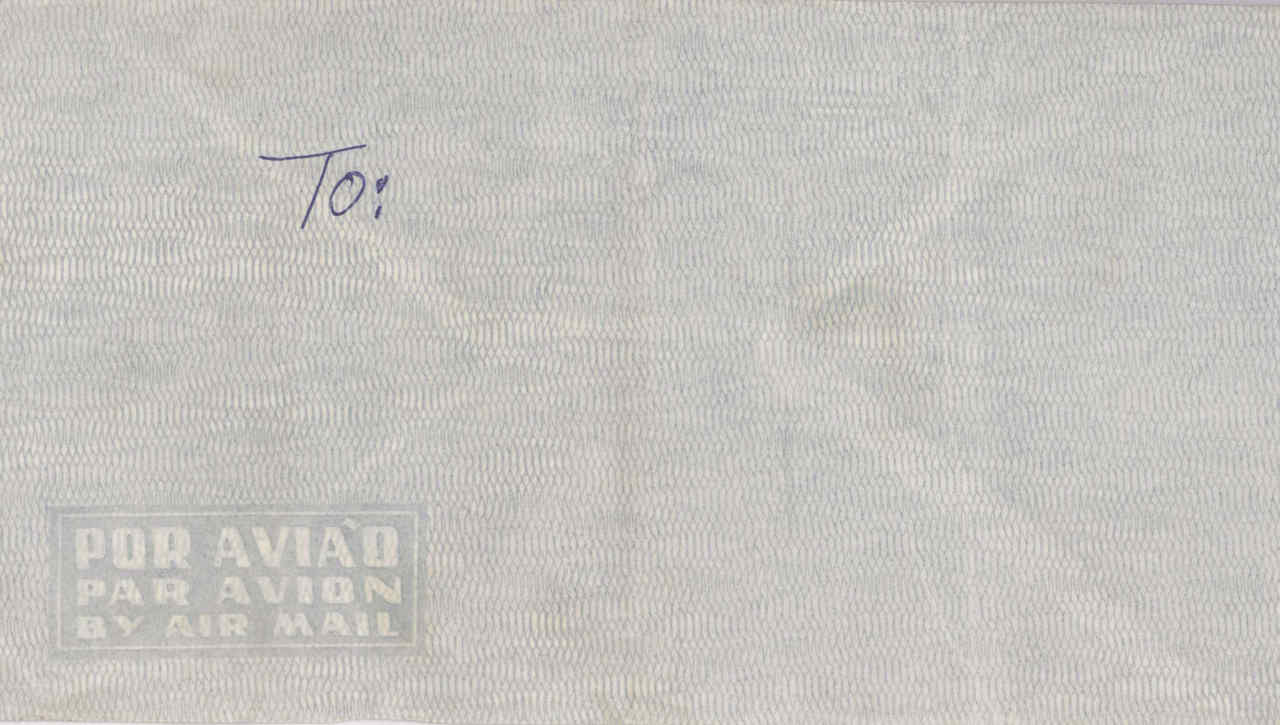 To:
POR AVIÃO
PAR AVION
BY AIR MAIL